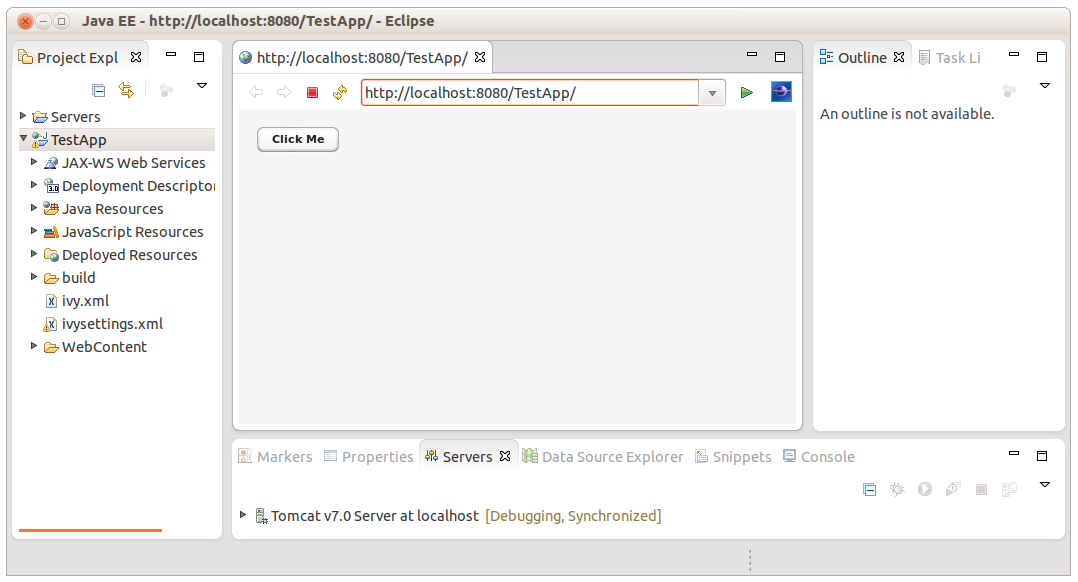 Java EE - http://localhost:8080/TestApp/ - Eclipse
Project Expl
Servers
TestApp
JAX-WS Web Services
3.0 Deployment Descriptor
Java Resources
JavaScript Resources
Deployed Resources
build
ivy.xml
ivysettings.xml
WebContent
http://localhost:8080/TestApp/
http://localhost:8080/TestApp/
Click Me
Outline Task Li
An outline is not available.
Markers Properties Servers Data Source Explorer Snippets Console
Tomcat v7.0 Server at localhost [Debugging, Synchronized]